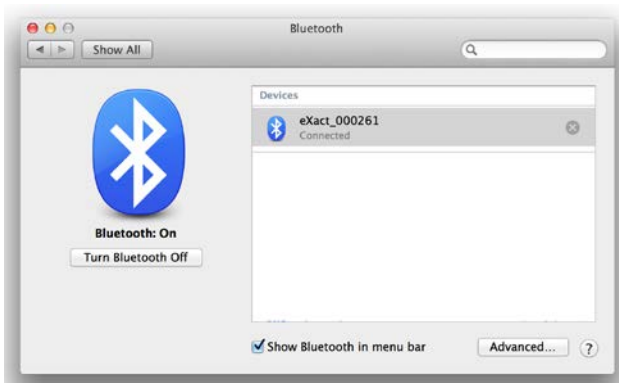 Bluetooth
Show All
Devices
eXact_000261
Connected
Bluetooth: On
Turn Bluetooth Off
Show Bluetooth in menu bar
Advanced...
?